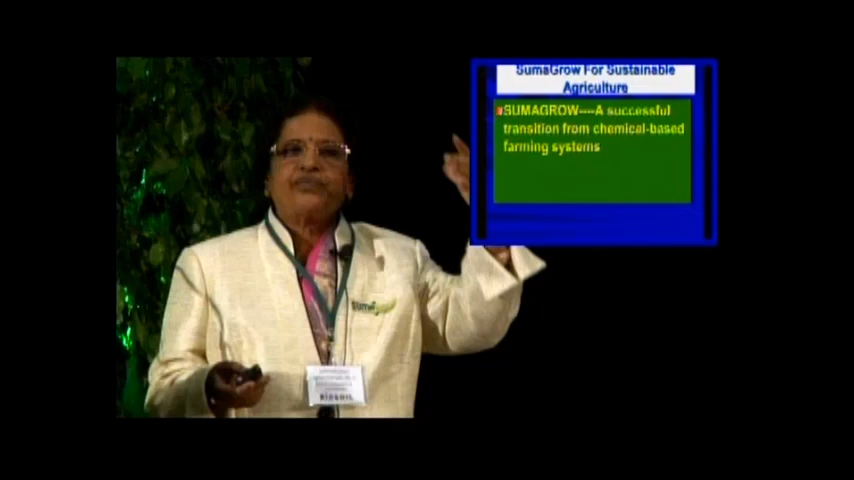 SumaGrow For Sustainable
Agriculture
SUMAGROW----A successful
transition from chemical-based
farming systems